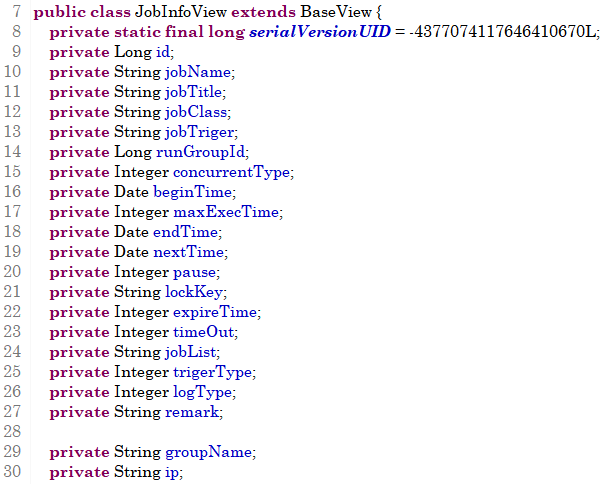 7 public class JobInfoView extends BaseView {
8 private static final long serialVersionUID = -4377074117646410670L;
9 private Long id;
10 private String jobName;
11 private String jobTitle;
12 private String jobClass;
13 private String jobTriger;
14 private Long runGroupId;
15 private Integer concurrentType;
16 private Date beginTime;
17 private Integer maxExecTime;
18 private Date endTime;
19 private Date nextTime;
20 private Integer pause;
21 private String lockKey;
22 private Integer expireTime;
23 private Integer timeOut;
24 private String jobList;
25 private Integer trigerType;
26 private Integer logType;
27 private String remark;
28
29 private String groupName;
30 private String ip;